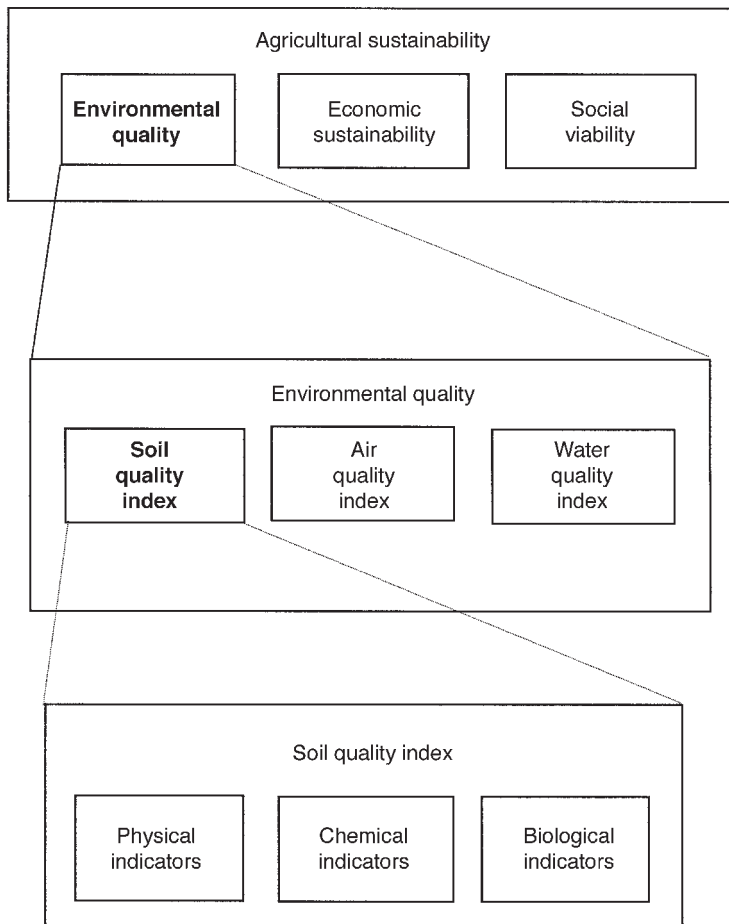 Agricultural sustainability
Environmental
quality
Economic
sustainability
Social
viability
Environmental quality
Soil
quality
index
Air
quality
index
Water
quality
index
Soil quality index
Physical
indicators
Chemical
indicators
Biological
indicators